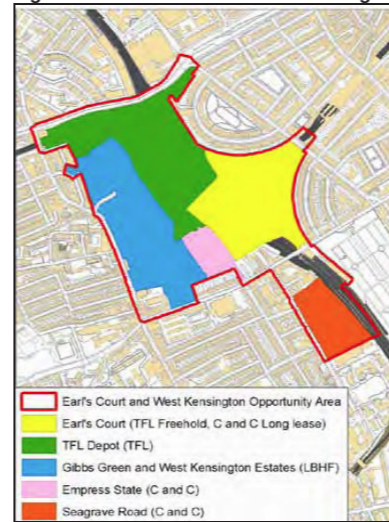 Earl's Court and West Kensington Opportunity Area
Earl's Court (TFL Freehold, C and C Long lease)
TFL Depot (TFL)
Gibbs Green and West Kensington Estates (LBHF)
Empress State (C and C)
Seagrave Road (C and C)